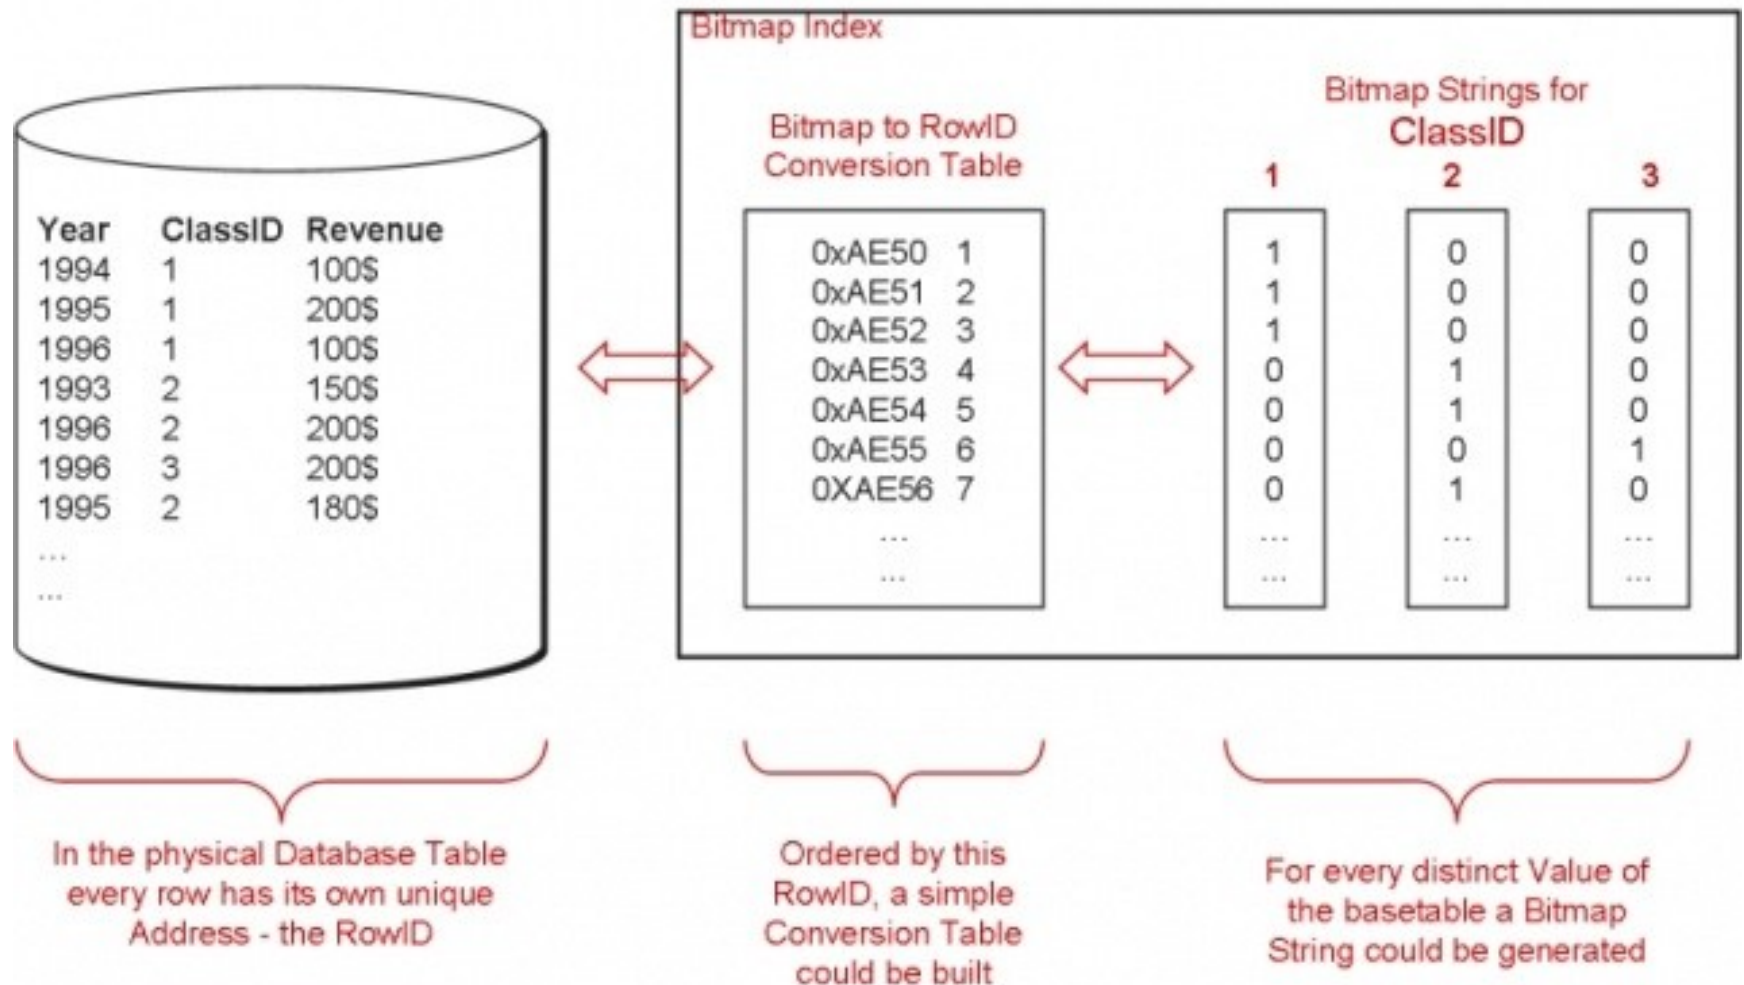 Bitmap Index
Year ClassID Revenue
1994 1 100$
1995 1 200$
1996 1 100$
1993 2 150$
1996 2 200$
1996 3 200$
1995 2 180$
...
...
Bitmap to RowID
Conversion Table
0xAE50 1
0xAE51 2
0xAE52 3
0xAE53 4
0xAE54 5
0xAE55 6
0XAE56 7
...
...
Bitmap Strings for
ClassID
1 2 3
1 0 0
1 0 0
1 0 0
0 1 0
0 1 0
0 0 1
0 1 0
... ... ...
... ... ...
In the physical Database Table
every row has its own unique
Address - the RowID
Ordered by this
RowID, a simple
Conversion Table
could be built
For every distinct Value of
the basetable a Bitmap
String could be generated